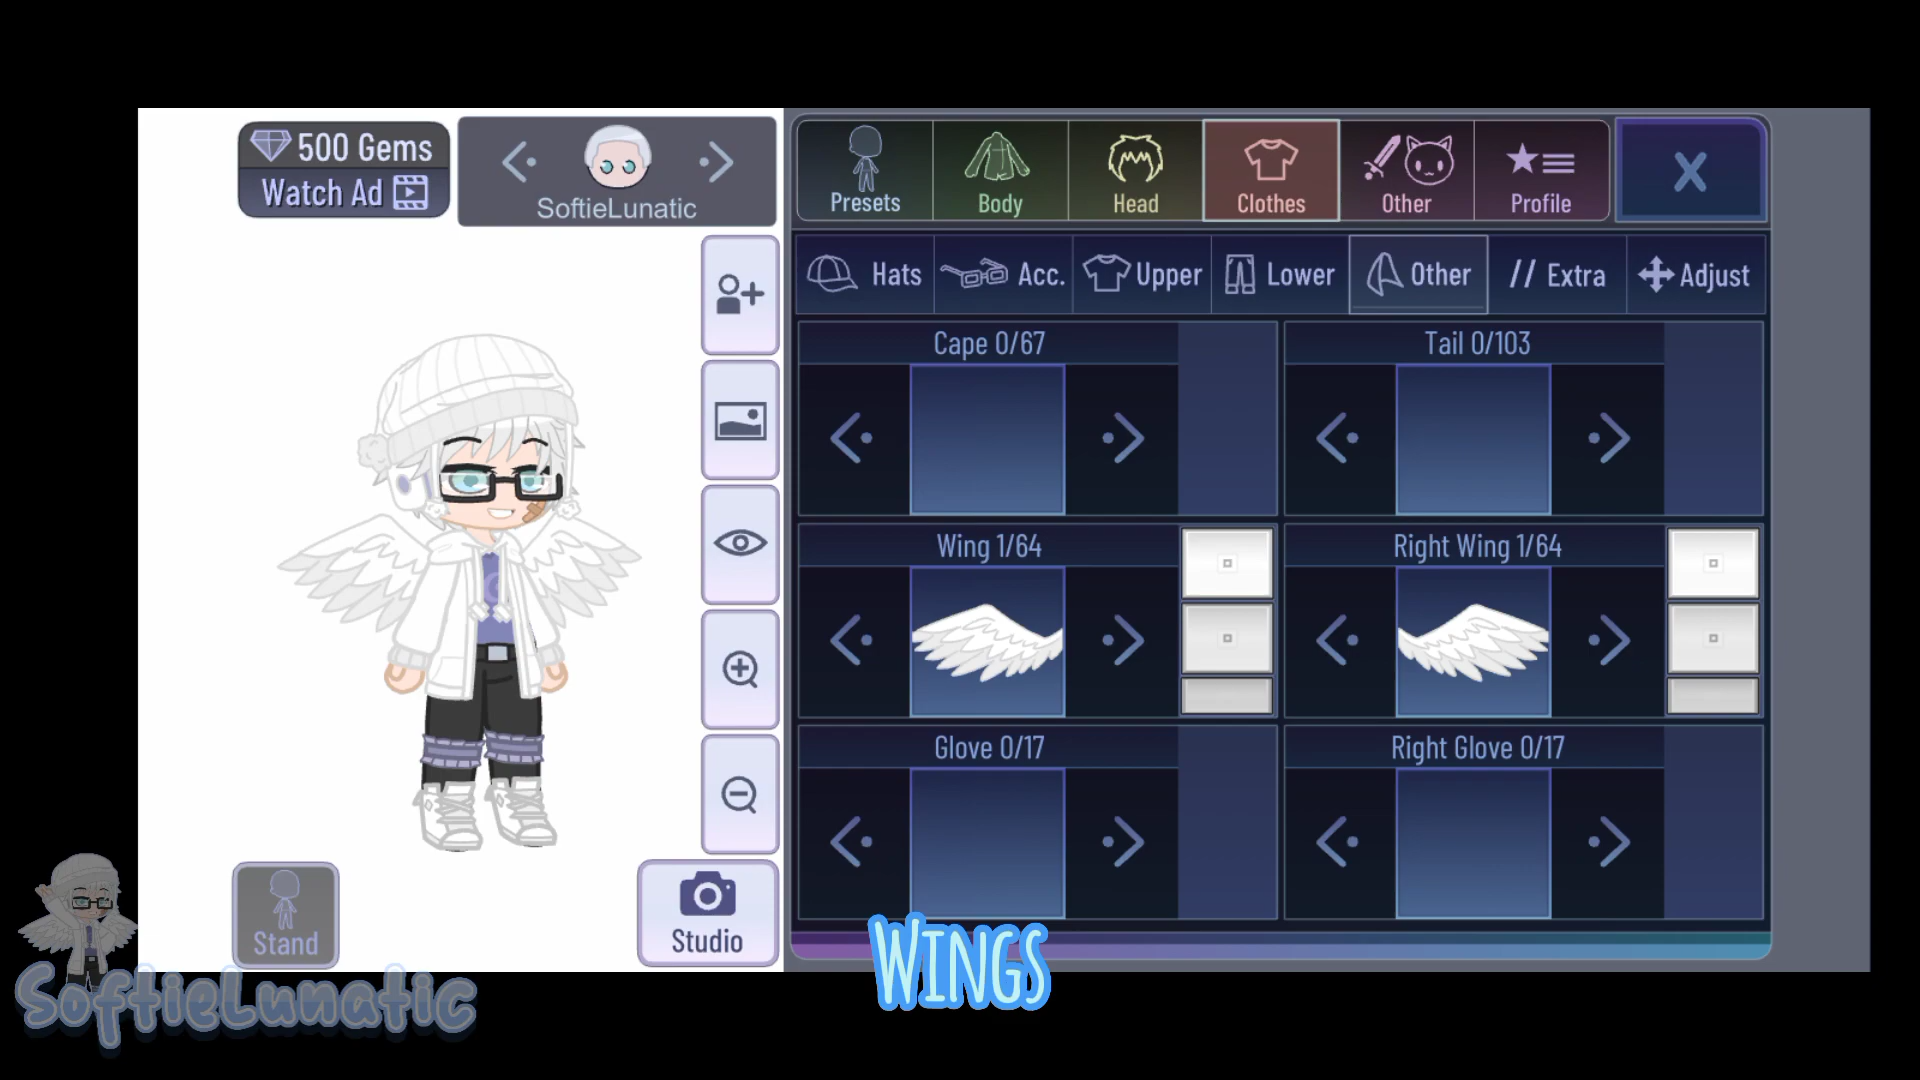 500 Gems
Watch Ad
SoftieLunatic
Presets
Body
Head
Clothes
Other
Profile
X
Hats
Acc.
Upper
Lower
Other
Extra
Adjust
Cape 0/67
Tail 0/103
Wing 1/64
Right Wing 1/64
Glove 0/17
Right Glove 0/17
Stand
Studio
WINGS
SoftieLunatic